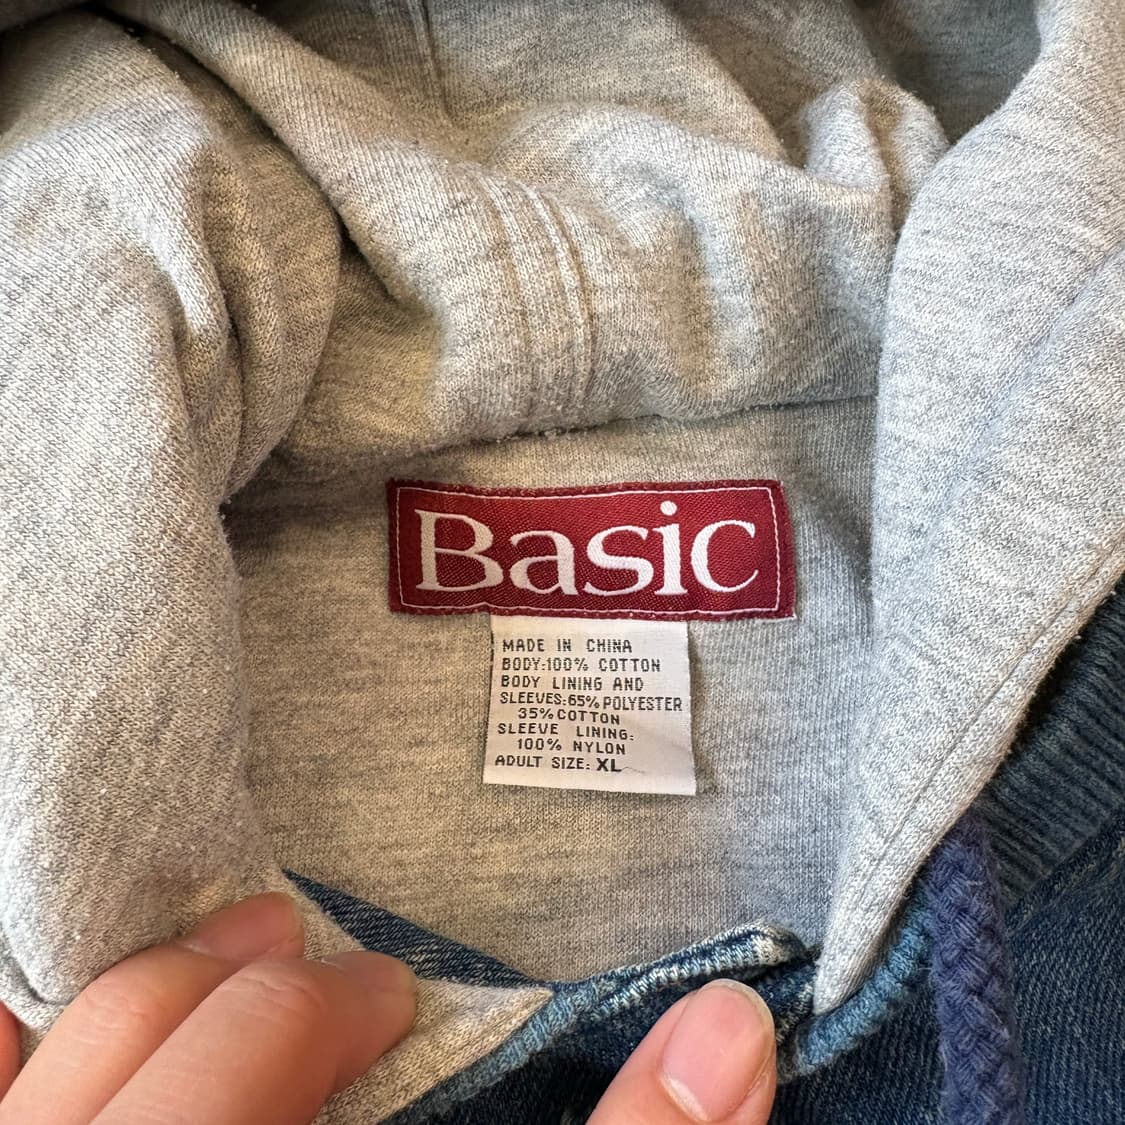 Basic
MADE IN CHINA
BODY:100% COTTON
BODY LINING AND
SLEEVES:65% POLYESTER
35% COTTON
SLEEVE LINING:
100% NYLON
ADULT SIZE: XL